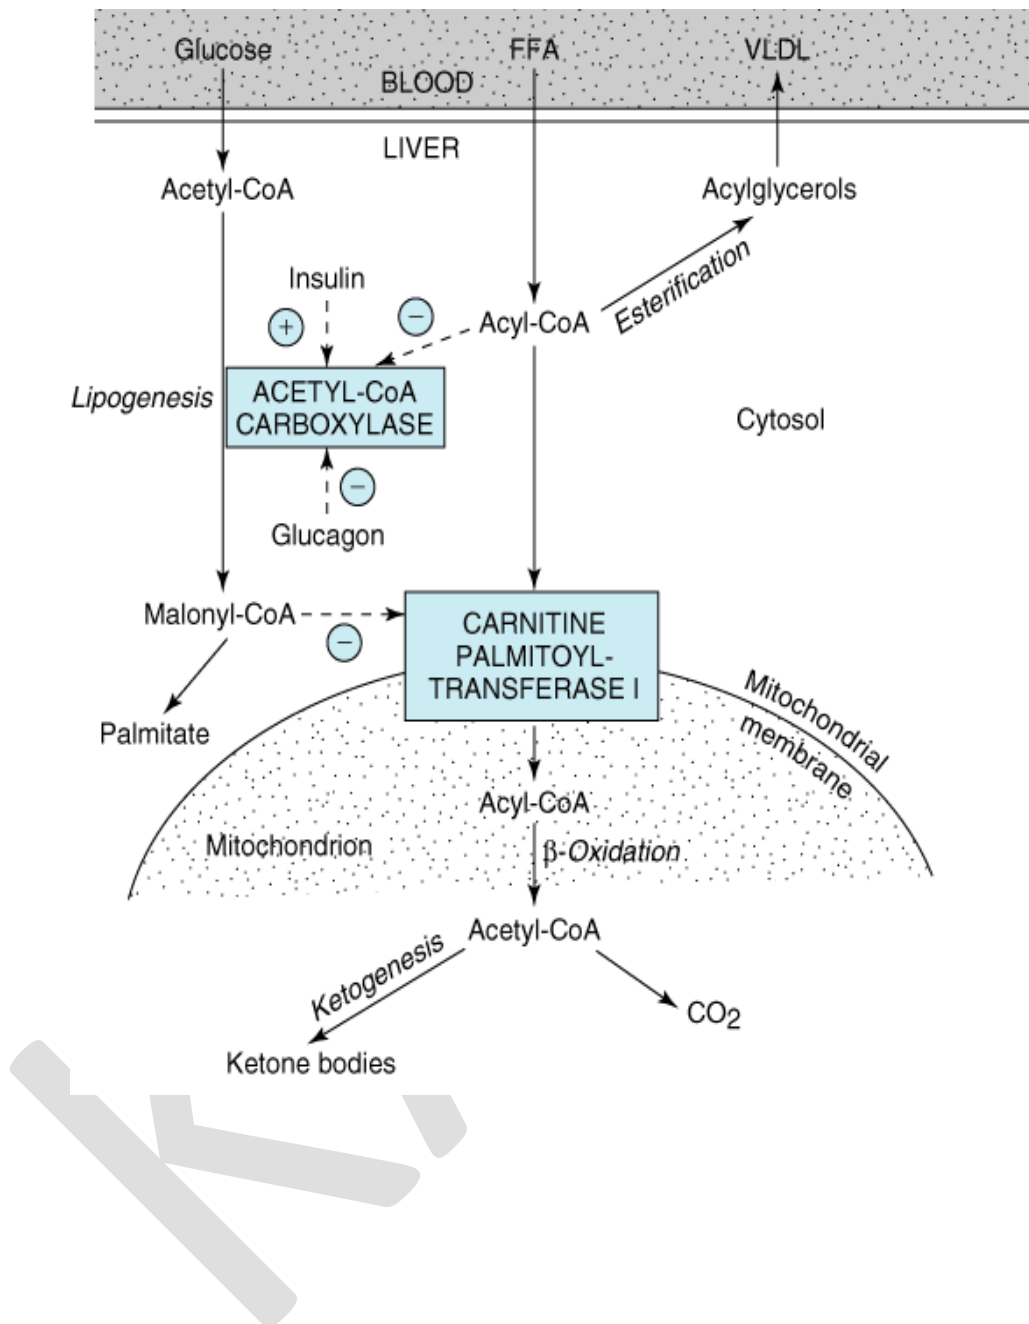 Glucose
FFA
VLDL
BLOOD
LIVER
Acetyl-CoA
Acylglycerols
Esterification
Insulin
+
−
Acyl-CoA
Lipogenesis
ACETYL-CoA
CARBOXYLASE
Cytosol
−
Glucagon
Malonyl-CoA
−
CARNITINE
PALMITOYL-
TRANSFERASE I
Mitochondrial
membrane
Palmitate
Acyl-CoA
Mitochondrion
β-Oxidation
Acetyl-CoA
Ketogenesis
CO2
Ketone bodies